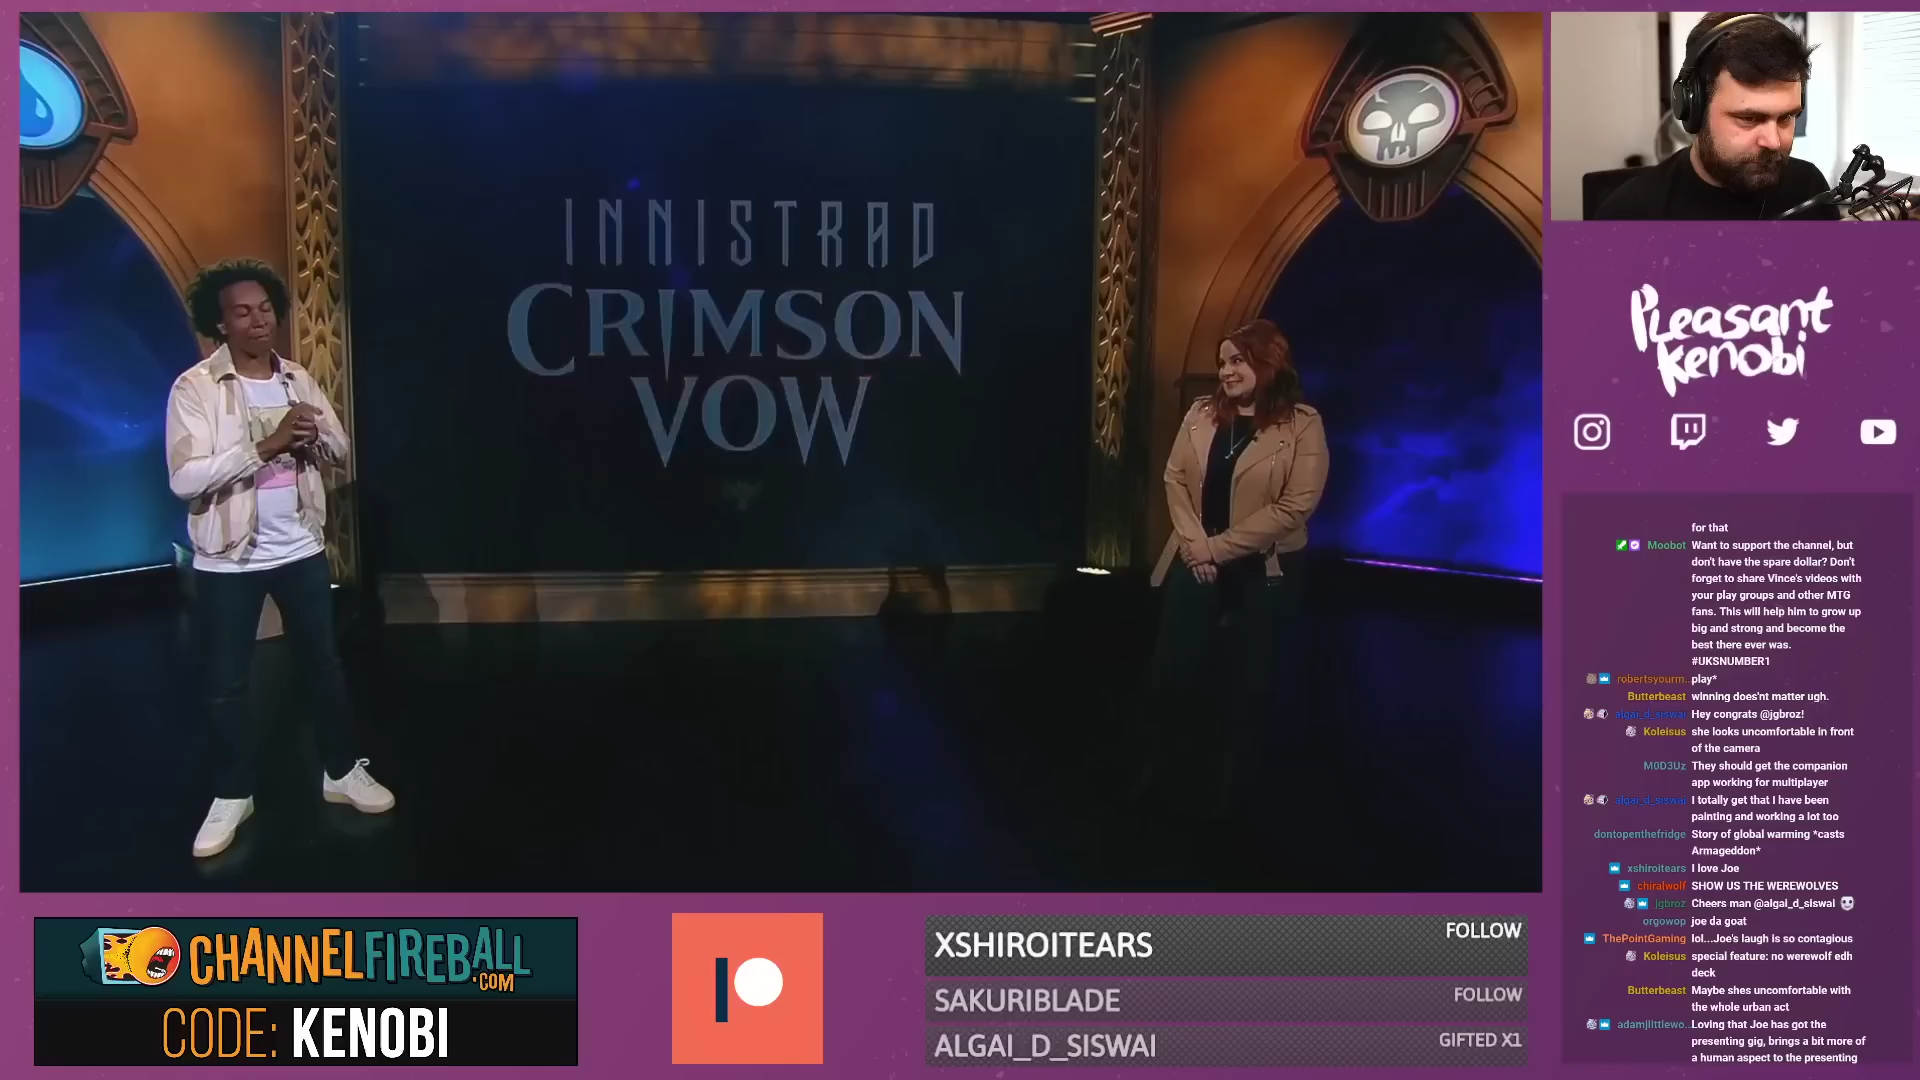 INNISTRAD
CRIMSON
VOW
Pleasant
Kenobi
for that
Moobot Want to support the channel, but
don't have the spare dollar? Don't
forget to share Vince's videos with
your play groups and other MTG
fans. This will help him to grow up
big and strong and become the
best there ever was.
#UKSNUMBER1
robertsyourm.. play*
Butterbeast winning does'nt matter ugh.
algai_d_siswai Hey congrats @jgbroz!
Koleisus she looks uncomfortable in front
of the camera
M0D3Uz They should get the companion
app working for multiplayer
algai_d_siswai I totally get that I have been
painting and working a lot too
dontopenthefridge Story of global warming *casts
Armageddon*
xshiroitears I love Joe
chiralwolf SHOW US THE WEREWOLVES
jgbroz Cheers man @algai_d_siswai
orgowop joe da goat
ThePointGaming lol...Joe's laugh is so contagious
Koleisus special feature: no werewolf edh
deck
Butterbeast Maybe shes uncomfortable with
the whole urban act
adamjlittlewo.. Loving that Joe has got the
presenting gig, brings a bit more of
a human aspect to the presenting
CHANNELFIREBALL
.COM
CODE: KENOBI
XSHIROITEARS FOLLOW
SAKURIBLADE FOLLOW
ALGAI_D_SISWAI GIFTED X1